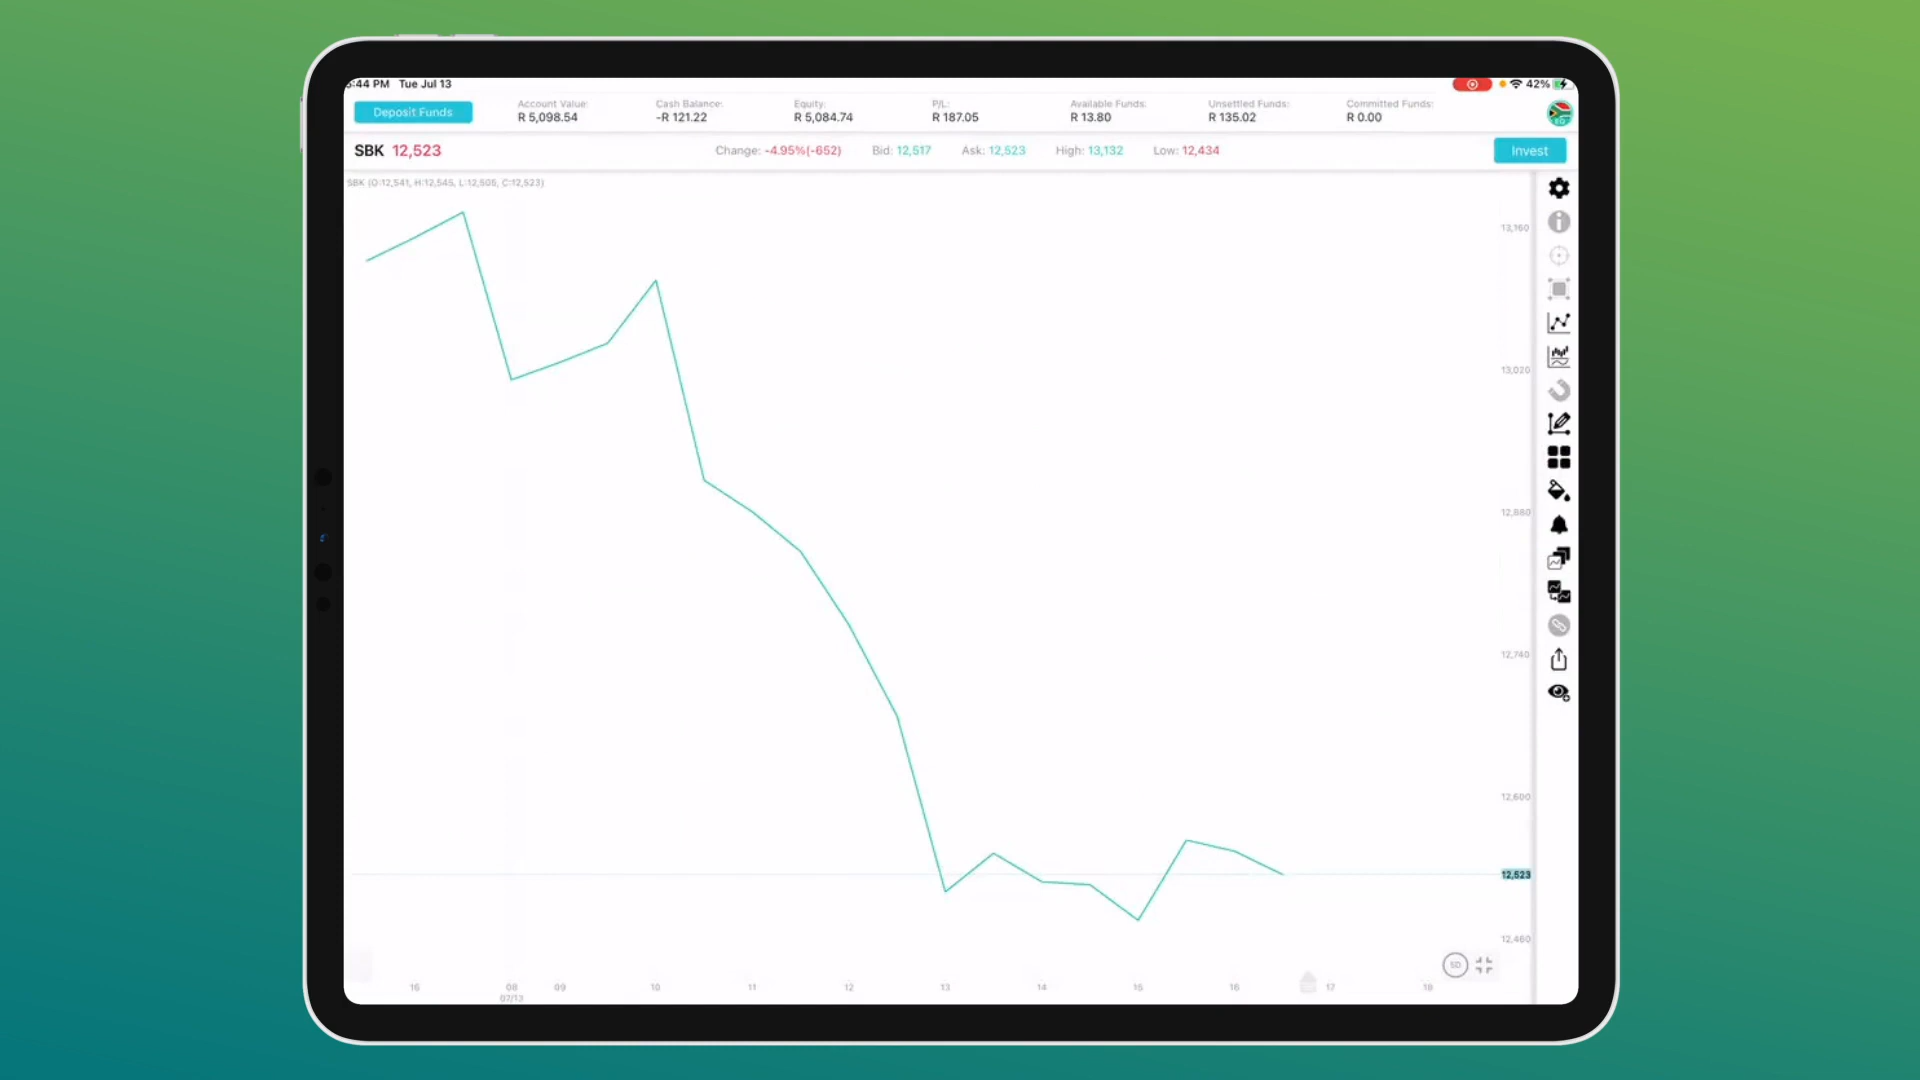 :44 PM Tue Jul 13
42%
Deposit Funds
Account Value:
R 5,098.54
Cash Balance:
-R 121.22
Equity:
R 5,084.74
P/L:
R 187.05
Available Funds:
R 13.80
Unsettled Funds:
R 135.02
Committed Funds:
R 0.00
EQ
SBK 12,523
Change: -4.95%(-652)
Bid: 12,517
Ask: 12,523
High: 13,132
Low: 12,434
Invest
SBK (O:12,541, H:12,545, L:12,505, C:12,523)
13,160
13,020
12,880
12,740
12,600
12,523
12,460
5D
16 08 09 10 11 12 13 14 15 16 17 18
07/13